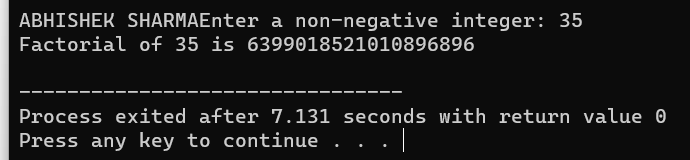 ABHISHEK SHARMAEnter a non-negative integer: 35
Factorial of 35 is 6399018521010896896

--------------------------------
Process exited after 7.131 seconds with return value 0
Press any key to continue . . .